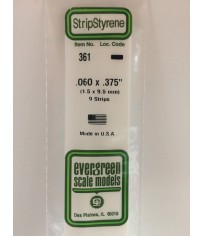 StripStyrene
Item No. Loc. Code
361
.060 x .375"
(1.5 x 9.5 mm)
9 Strips
Made in U.S.A.
evergreen
scale models
Des Plaines, IL 60018